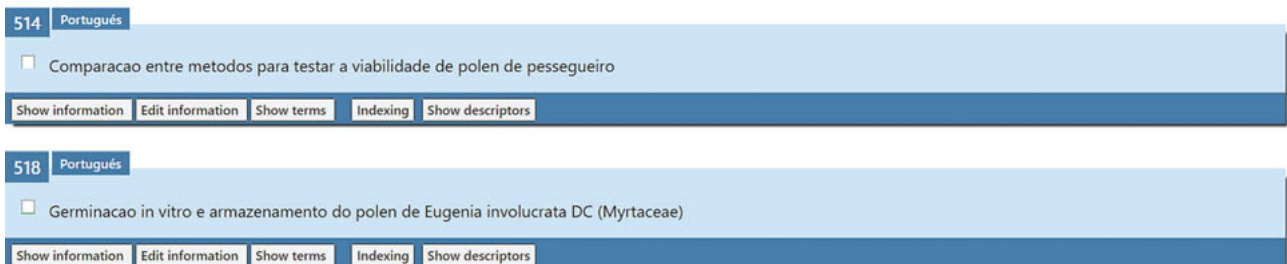 514 Portugués
Comparacao entre metodos para testar a viabilidade de polen de pessegueiro
Show information Edit information Show terms Indexing Show descriptors
518 Portugués
Germinacao in vitro e armazenamento do polen de Eugenia involucrata DC (Myrtaceae)
Show information Edit information Show terms Indexing Show descriptors